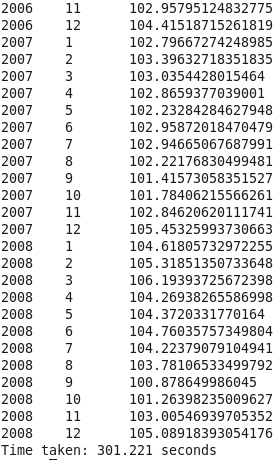 2006 11 102.95795124832775
2006 12 104.41518715261819
2007 1 102.79667274248985
2007 2 103.39632718351835
2007 3 103.0354428015464
2007 4 102.8659377039001
2007 5 102.23284284627948
2007 6 102.95872018470479
2007 7 102.94665067687991
2007 8 102.22176830499481
2007 9 101.41573058351527
2007 10 101.78406215566261
2007 11 102.84620620111741
2007 12 105.45325993730663
2008 1 104.61805732972255
2008 2 105.31851350733648
2008 3 106.19393725672398
2008 4 104.26938265586998
2008 5 104.3720331770164
2008 6 104.76035757349804
2008 7 104.22379079104941
2008 8 103.78106533499792
2008 9 100.878649986045
2008 10 101.26398235009627
2008 11 103.00546939705352
2008 12 105.08918393054176
Time taken: 301.221 seconds